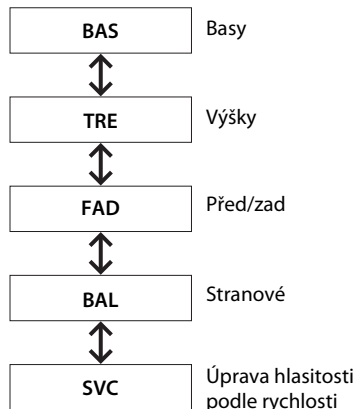 BAS Basy
TRE Výšky
FAD Před/zad
BAL Stranové
SVC Úprava hlasitosti
podle rychlosti